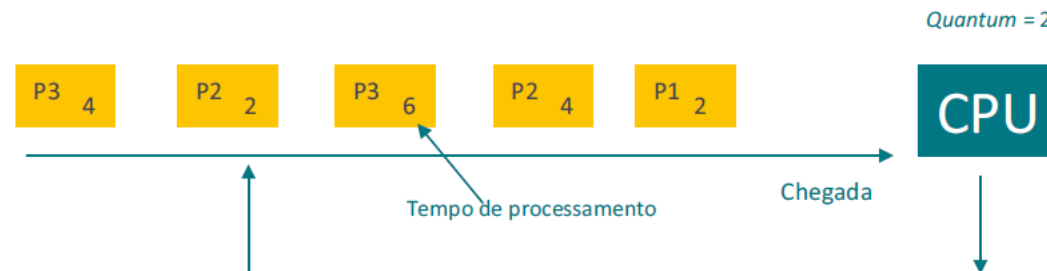 Quantum = 2
P3 4
P2 2
P3 6
P2 4
P1 2
CPU
Chegada
Tempo de processamento